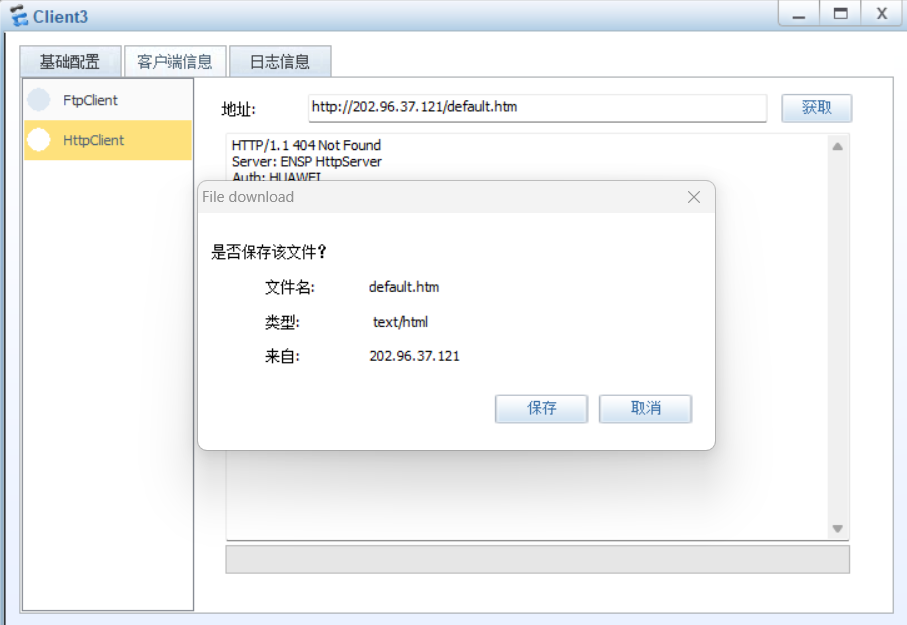 Client3
基础配置 客户端信息 日志信息
FtpClient
HttpClient
地址: http://202.96.37.121/default.htm 获取
HTTP/1.1 404 Not Found
Server: ENSP HttpServer
Auth: HUAWEI
File download
是否保存该文件?
文件名: default.htm
类型: text/html
来自: 202.96.37.121
保存 取消